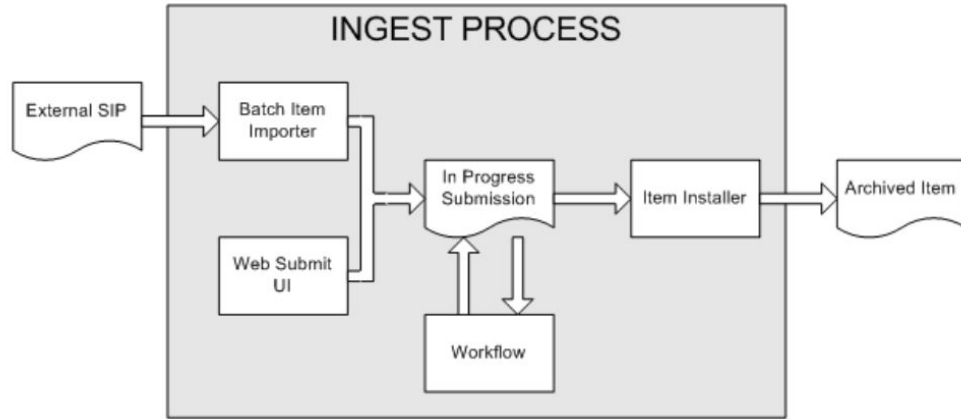 INGEST PROCESS
External SIP
Batch Item
Importer
In Progress
Submission
Item Installer
Archived Item
Web Submit
UI
Workflow